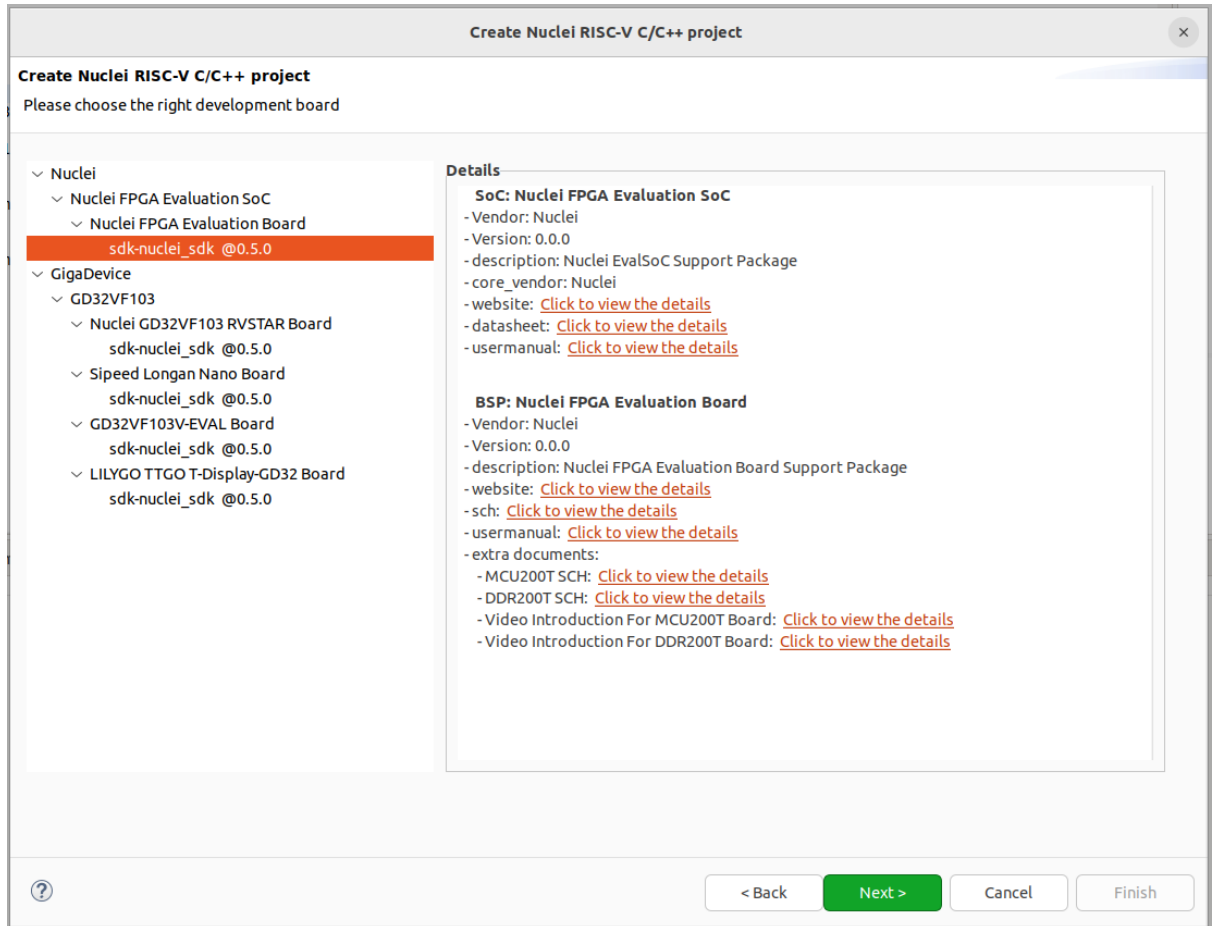 Create Nuclei RISC-V C/C++ project
Create Nuclei RISC-V C/C++ project
Please choose the right development board
Nuclei
Nuclei FPGA Evaluation SoC
Nuclei FPGA Evaluation Board
sdk-nuclei_sdk @0.5.0
GigaDevice
GD32VF103
Nuclei GD32VF103 RVSTAR Board
sdk-nuclei_sdk @0.5.0
Sipeed Longan Nano Board
sdk-nuclei_sdk @0.5.0
GD32VF103V-EVAL Board
sdk-nuclei_sdk @0.5.0
LILYGO TTGO T-Display-GD32 Board
sdk-nuclei_sdk @0.5.0
Details
SoC: Nuclei FPGA Evaluation SoC
- Vendor: Nuclei
- Version: 0.0.0
- description: Nuclei EvalSoC Support Package
- core_vendor: Nuclei
- website: Click to view the details
- datasheet: Click to view the details
- usermanual: Click to view the details
BSP: Nuclei FPGA Evaluation Board
- Vendor: Nuclei
- Version: 0.0.0
- description: Nuclei FPGA Evaluation Board Support Package
- website: Click to view the details
- sch: Click to view the details
- usermanual: Click to view the details
- extra documents:
- MCU200T SCH: Click to view the details
- DDR200T SCH: Click to view the details
- Video Introduction For MCU200T Board: Click to view the details
- Video Introduction For DDR200T Board: Click to view the details
< Back
Next >
Cancel
Finish